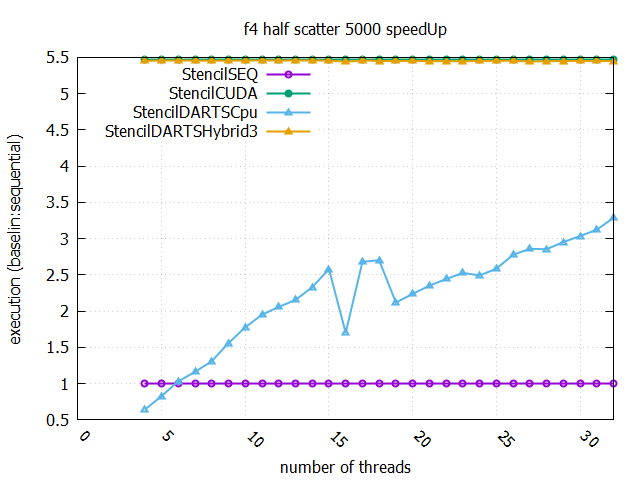 f4 half scatter 5000 speedUp
5.5
5
4.5
4
3.5
3
2.5
2
1.5
1
0.5
StencilSEQ
StencilCUDA
StencilDARTSCpu
StencilDARTSHybrid3
execution (baselin:sequential)
0
5
10
15
20
25
30
number of threads